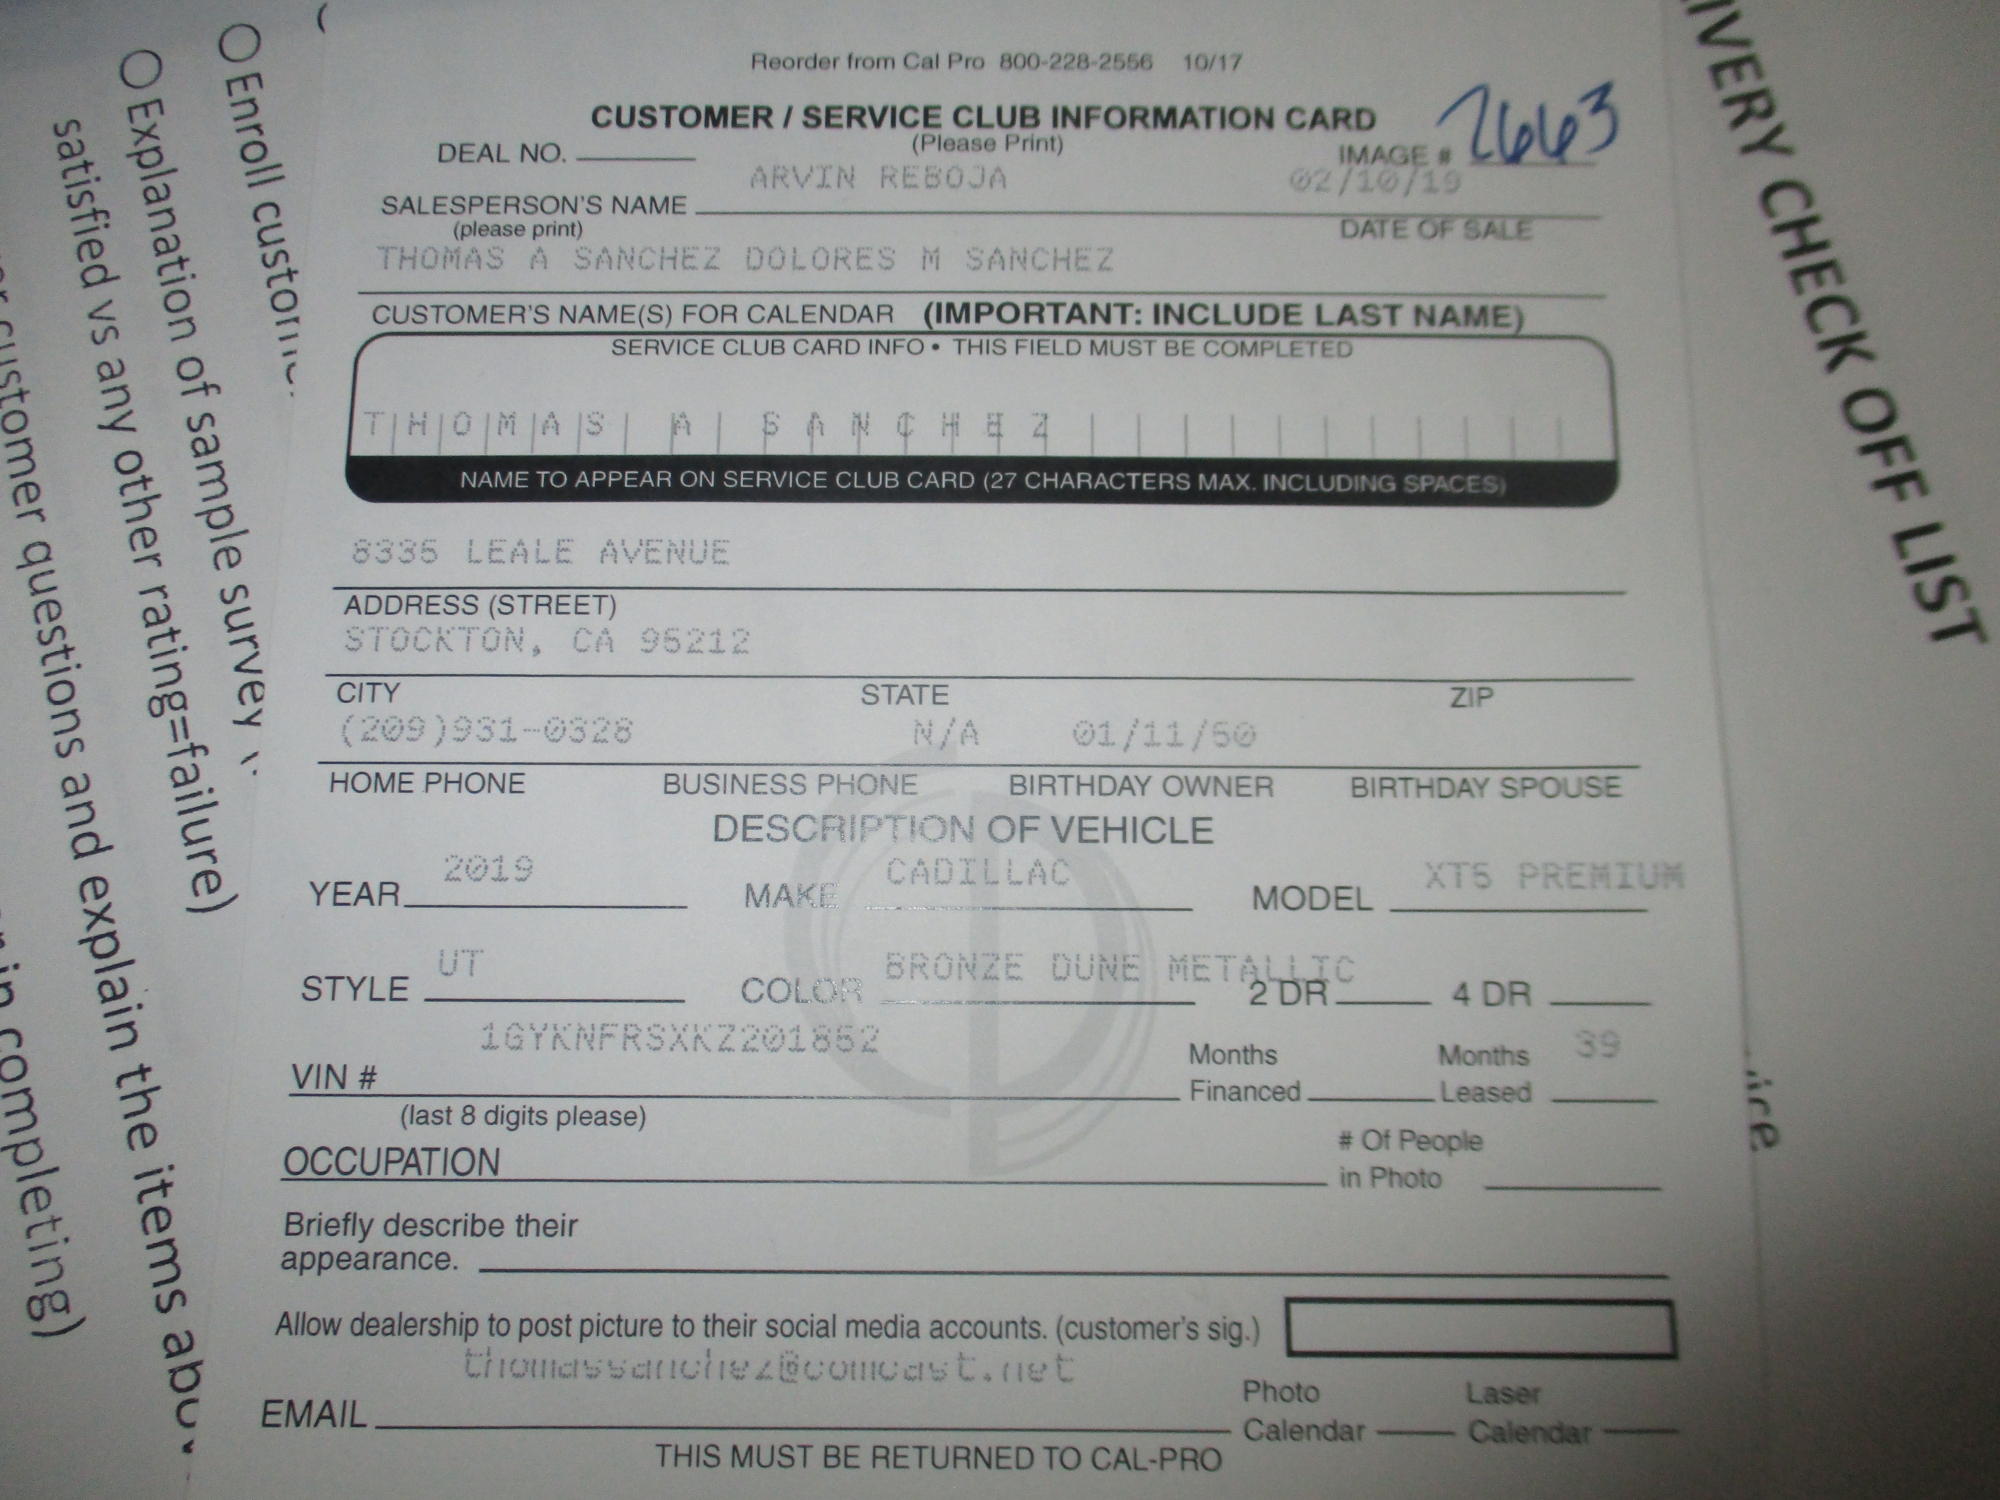 Reorder from Cal Pro 800-228-2556 10/17
CUSTOMER / SERVICE CLUB INFORMATION CARD
(Please Print)
DEAL NO.
IMAGE # 2663
ARVIN REBOJA 02/10/19
SALESPERSON'S NAME
(please print)
DATE OF SALE
THOMAS A SANCHEZ DOLORES M SANCHEZ
CUSTOMER'S NAME(S) FOR CALENDAR (IMPORTANT: INCLUDE LAST NAME)
SERVICE CLUB CARD INFO • THIS FIELD MUST BE COMPLETED
THOMAS A SANCHEZ
NAME TO APPEAR ON SERVICE CLUB CARD (27 CHARACTERS MAX. INCLUDING SPACES)
8335 LEALE AVENUE
ADDRESS (STREET)
STOCKTON, CA 95212
CITY STATE ZIP
(209)931-0328 N/A 01/11/50
HOME PHONE BUSINESS PHONE BIRTHDAY OWNER BIRTHDAY SPOUSE
DESCRIPTION OF VEHICLE
YEAR 2019 MAKE CADILLAC MODEL XT5 PREMIUM
STYLE UT COLOR BRONZE DUNE METALLIC 2 DR 4 DR
VIN # 1GYKNFRSXKZ201852
(last 8 digits please)
Months Financed
Months Leased 39
OCCUPATION
# Of People
in Photo
Briefly describe their
appearance.
Allow dealership to post picture to their social media accounts. (customer's sig.)
thomassanchez@comcast.net
EMAIL
Photo Calendar
Laser Calendar
THIS MUST BE RETURNED TO CAL-PRO
CHECK OFF LIST
Enroll
Explanation of sample survey
satisfied vs any other rating=failure)
customer questions and explain the items
in completing)